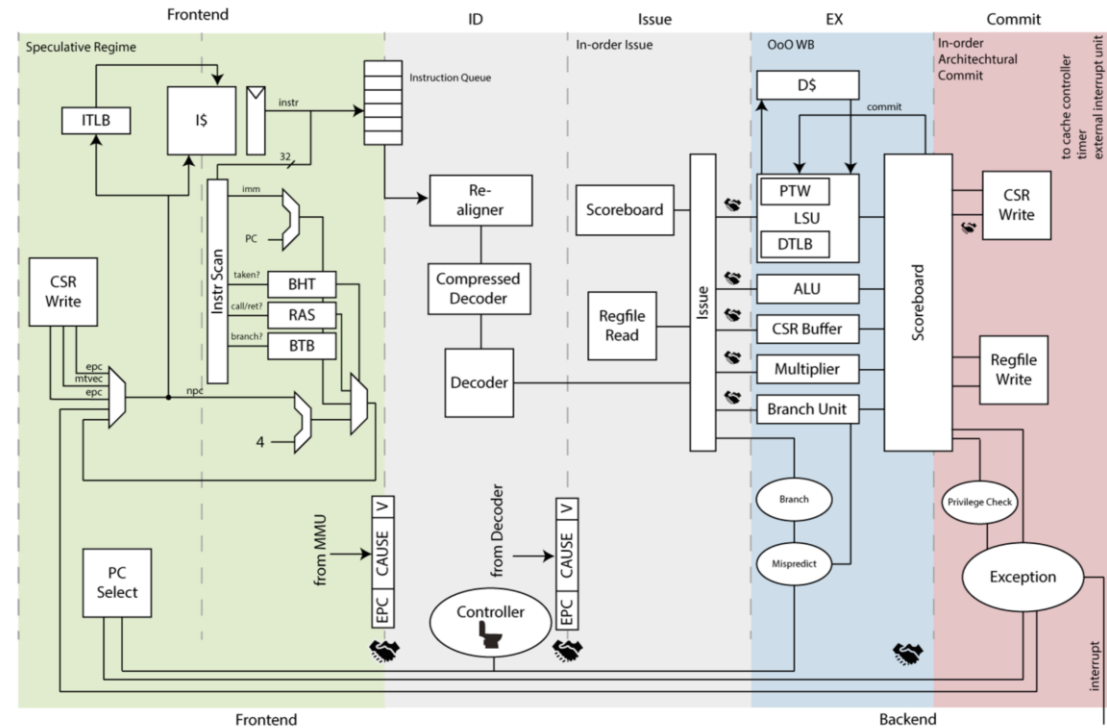 Frontend
ID
Issue
EX
Commit
Speculative Regime
Instruction Queue
In-order Issue
OoO WB
In-order
Architechtural
Commit
to cache controller
timer
external interrupt unit
ITLB
I$
instr
32
imm
PC
Instr Scan
taken?
BHT
call/ret?
RAS
branch?
BTB
CSR
Write
epc
mtvec
epc
npc
4
PC
Select
Re-
aligner
Compressed
Decoder
Decoder
Scoreboard
Regfile
Read
Issue
D$
commit
PTW
LSU
DTLB
ALU
CSR Buffer
Multiplier
Branch Unit
Scoreboard
CSR
Write
Regfile
Write
Branch
Mispredict
Privilege Check
Exception
from MMU
EPC
CAUSE
V
from Decoder
EPC
CAUSE
V
Controller
interrupt
Frontend
Backend